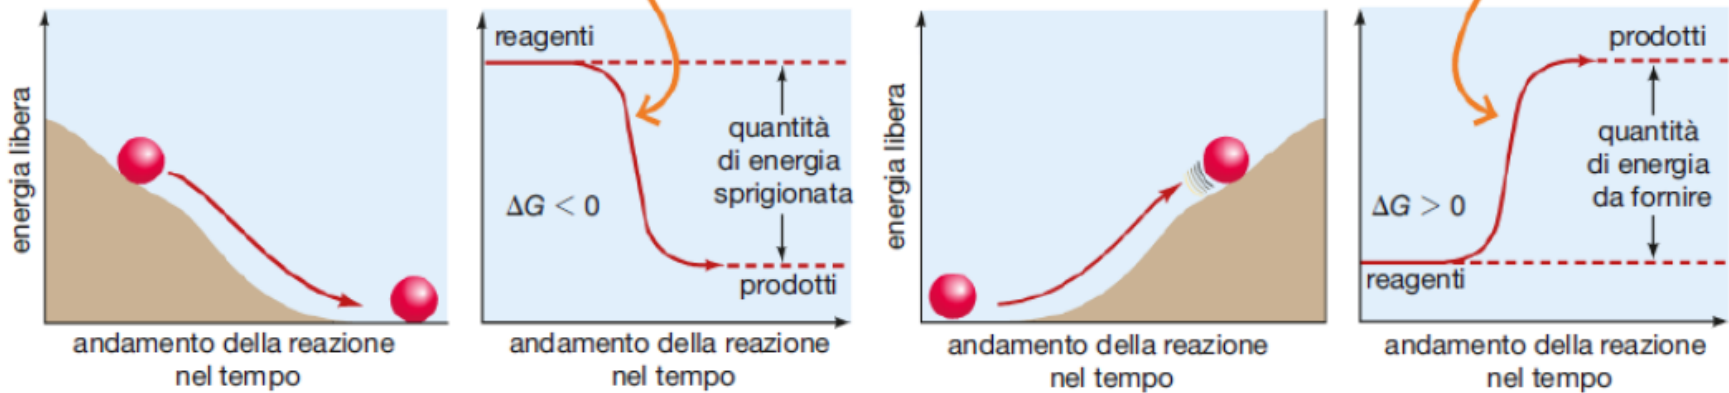 energia libera
andamento della reazione
nel tempo
reagenti
quantità
di energia
sprigionata
ΔG < 0
prodotti
andamento della reazione
nel tempo
energia libera
andamento della reazione
nel tempo
prodotti
quantità
di energia
da fornire
ΔG > 0
reagenti
andamento della reazione
nel tempo